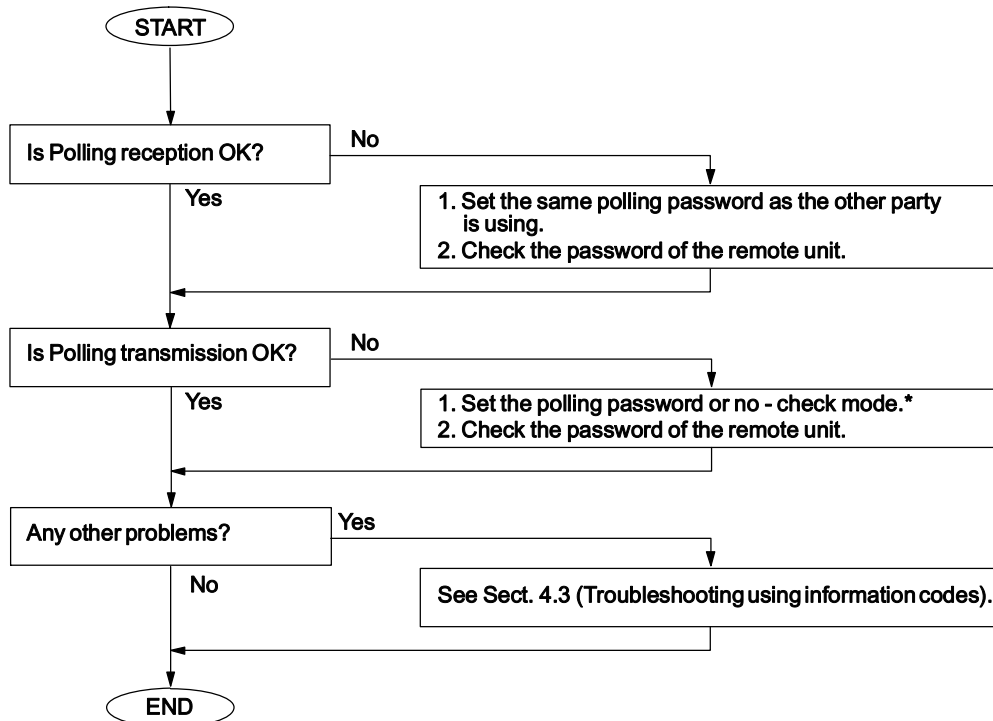 START
Is Polling reception OK?
No
Yes
1. Set the same polling password as the other party
is using.
2. Check the password of the remote unit.
Is Polling transmission OK?
No
Yes
1. Set the polling password or no - check mode.*
2. Check the password of the remote unit.
Any other problems?
Yes
No
See Sect. 4.3 (Troubleshooting using information codes).
END